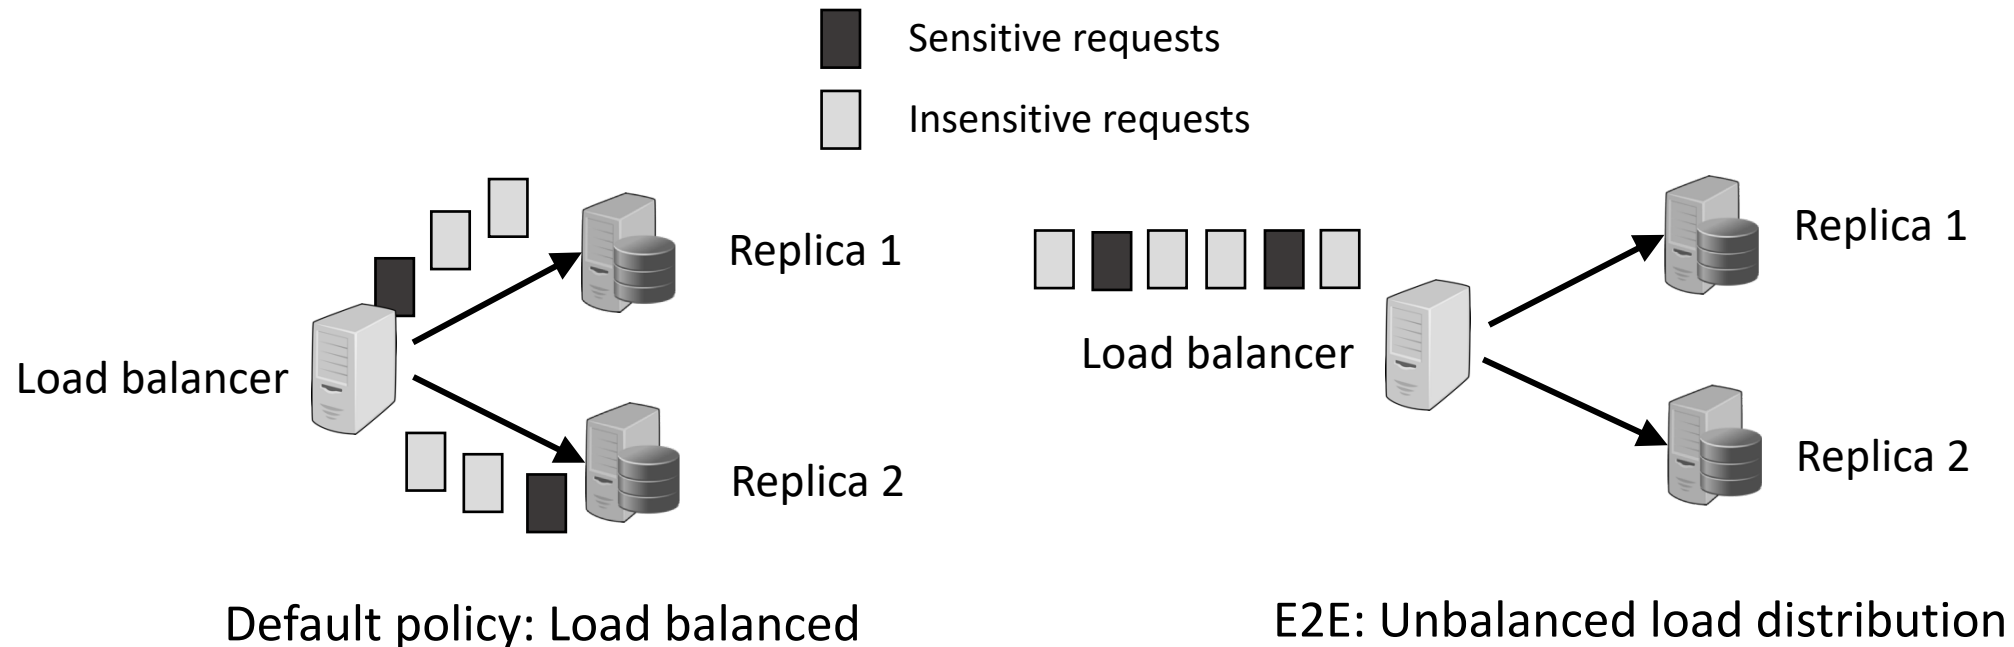 Sensitive requests
Insensitive requests
Replica 1
Load balancer
Replica 2
Default policy: Load balanced
Replica 1
Load balancer
Replica 2
E2E: Unbalanced load distribution